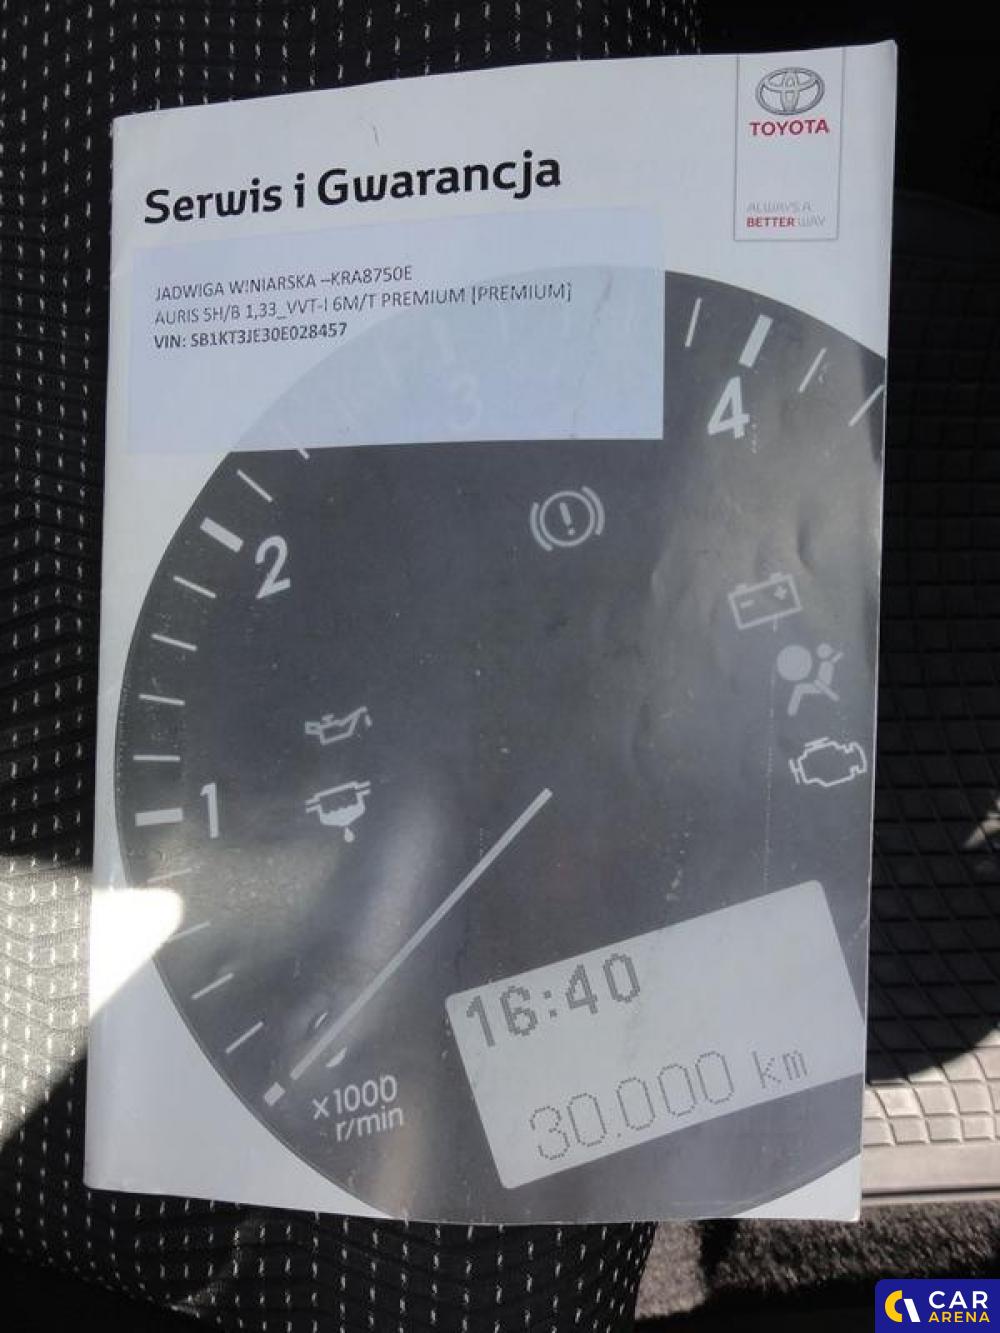 TOYOTA
ALWAYS A
BETTER WAY
Serwis i Gwarancja
JADWIGA WINIARSKA –KRA8750E
AURIS 5H/B 1,33_VVT-I 6M/T PREMIUM [PREMIUM]
VIN: SB1KT3JE30E028457
3
4
2
1
16:40
30.000 km
x1000
r/min
CAR
ARENA